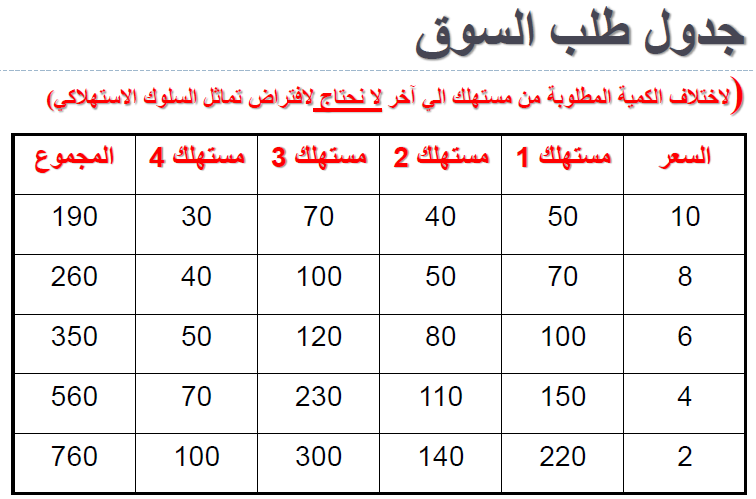 جدول طلب السوق
(لاختلاف الكمية المطلوبة من مستهلك الي آخر لا نحتاج لافتراض تماثل السلوك الاستهلاكي)
السعر مستهلك 1 مستهلك 2 مستهلك 3 مستهلك 4 المجموع
10 50 40 70 30 190
8 70 50 100 40 260
6 100 80 120 50 350
4 150 110 230 70 560
2 220 140 300 100 760